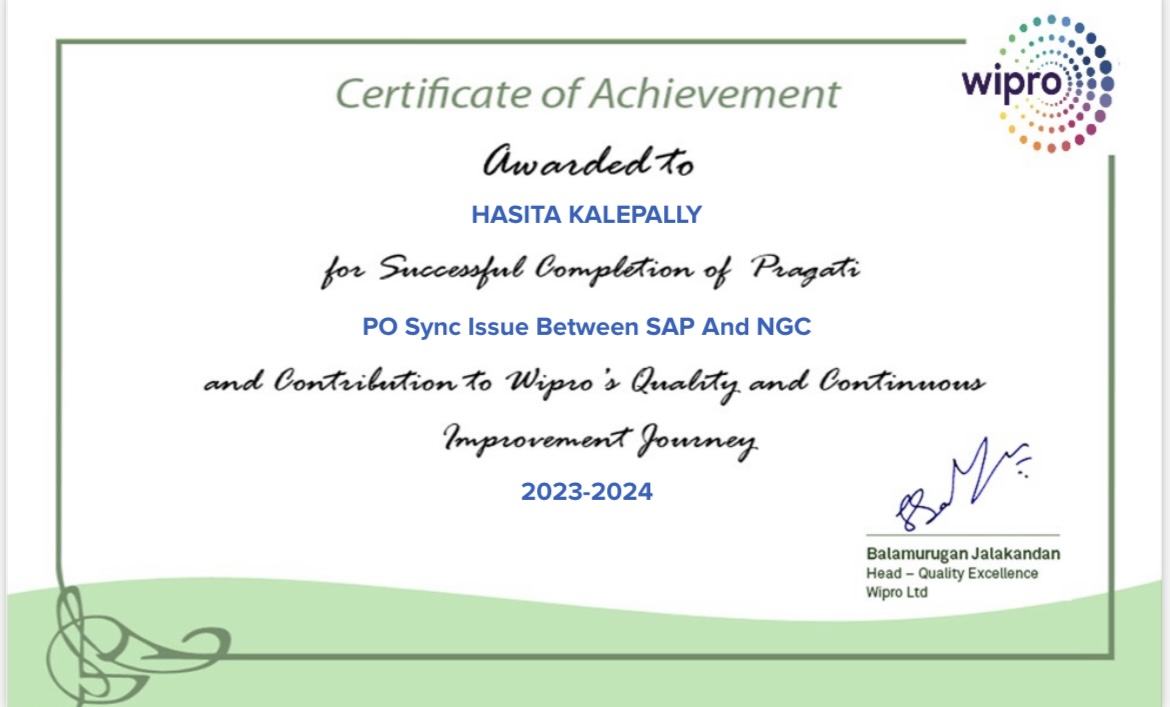 wipro
Certificate of Achievement
Awarded to
HASITA KALEPALLY
for Successful Completion of Pragati
PO Sync Issue Between SAP And NGC
and Contribution to Wipro's Quality and Continuous
Improvement Journey
2023-2024
Balamurugan Jalakandan
Head – Quality Excellence
Wipro Ltd